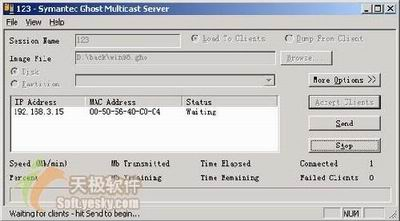 123 - Symantec Ghost Multicast Server
File View Help
Session Name 123 Load To Clients Dump From Client
Image File D:\back\win98.gho Browse...
Disk
Partition More Options >>
IP Address MAC Address Status
192.168.3.15 00-50-56-40-C0-C4 Waiting
Accept Clients
Send
Stop
Speed (Mb/min) Mb Transmitted Time Elapsed Connected 1
Percent Mb Training Time Remaining Failed Clients 0
天极软件
Soft.yesky.com
Waiting for clients - hit Send to begin... NUM